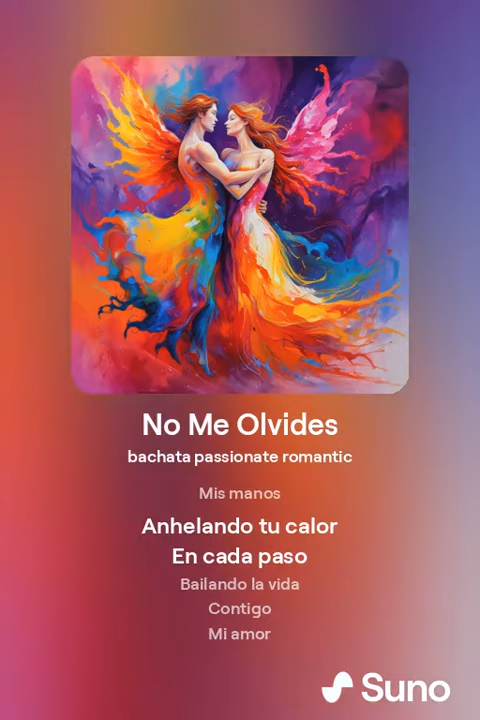 No Me Olvides
bachata passionate romantic
Mis manos
Anhelando tu calor
En cada paso
Bailando la vida
Contigo
Mi amor
Suno